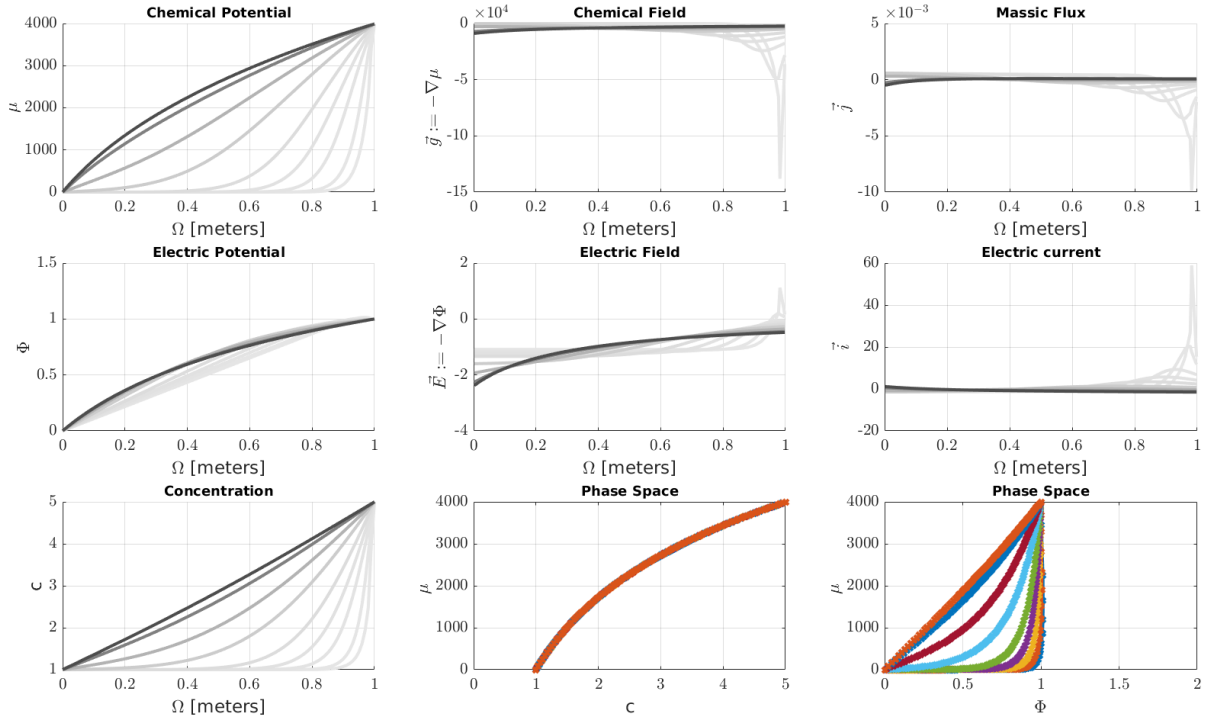 Chemical Potential
4000
3000
2000
1000
0
μ
0 0.2 0.4 0.6 0.8 1
Ω [meters]
Chemical Field
×10⁴
0
-5
-10
-15
g⃗ := −∇μ
0 0.2 0.4 0.6 0.8 1
Ω [meters]
Massic Flux
×10⁻³
5
0
-5
-10
j⃗
0 0.2 0.4 0.6 0.8 1
Ω [meters]
Electric Potential
1.5
1
0.5
0
Φ
0 0.2 0.4 0.6 0.8 1
Ω [meters]
Electric Field
2
0
-2
-4
E⃗ := −∇Φ
0 0.2 0.4 0.6 0.8 1
Ω [meters]
Electric current
60
40
20
0
-20
i⃗
0 0.2 0.4 0.6 0.8 1
Ω [meters]
Concentration
5
4
3
2
1
c
0 0.2 0.4 0.6 0.8 1
Ω [meters]
Phase Space
4000
3000
2000
1000
0
μ
0 1 2 3 4 5
c
Phase Space
4000
3000
2000
1000
0
μ
0 0.5 1 1.5 2
Φ